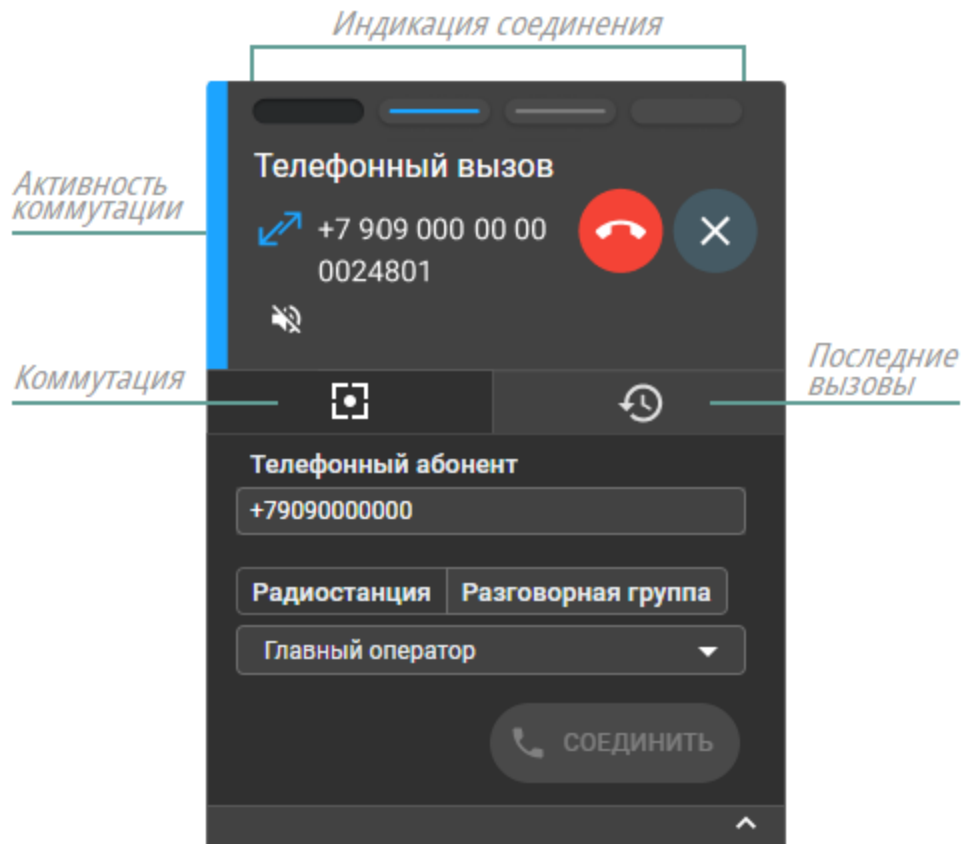 Индикация соединения
Телефонный вызов
Активность
коммутации
+7 909 000 00 00
0024801
Последние
вызовы
Коммутация
Телефонный абонент
+79090000000
Радиостанция Разговорная группа
Главный оператор
СОЕДИНИТЬ